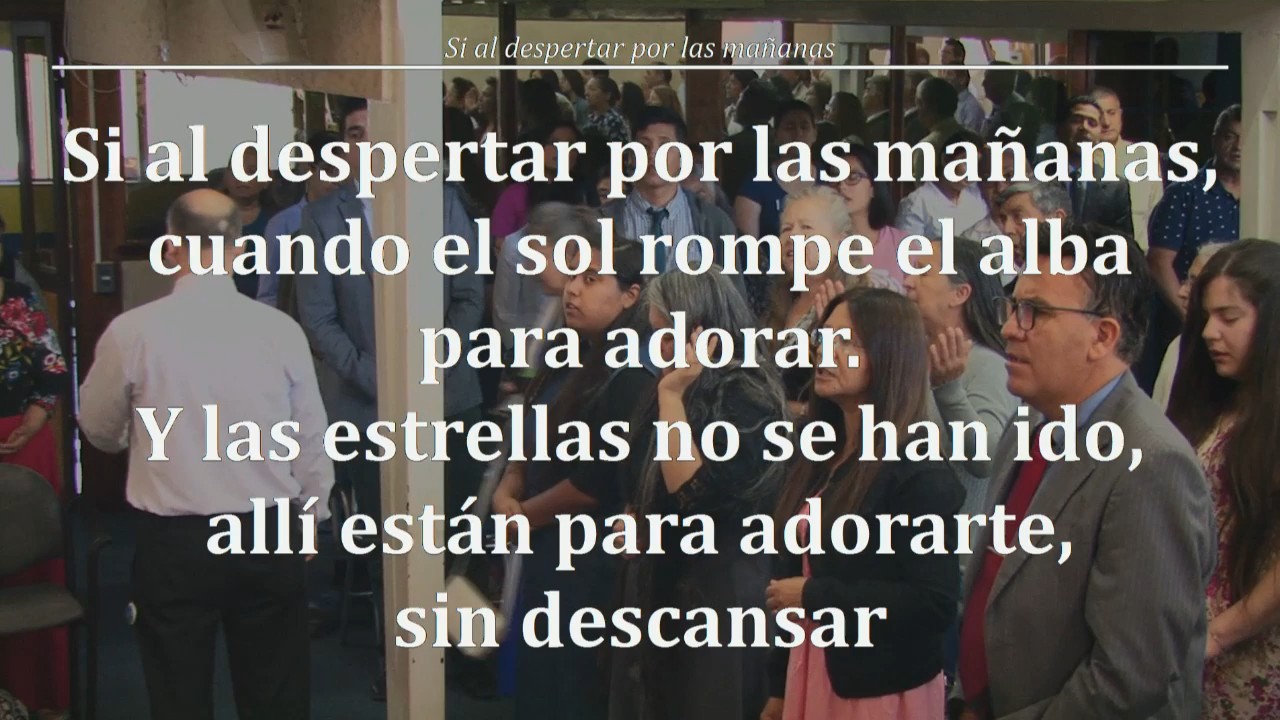 Si al despertar por las mañanas
Si al despertar por las mañanas,
cuando el sol rompe el alba
para adorar.
Y las estrellas no se han ido,
allí están para adorarte,
sin descansar